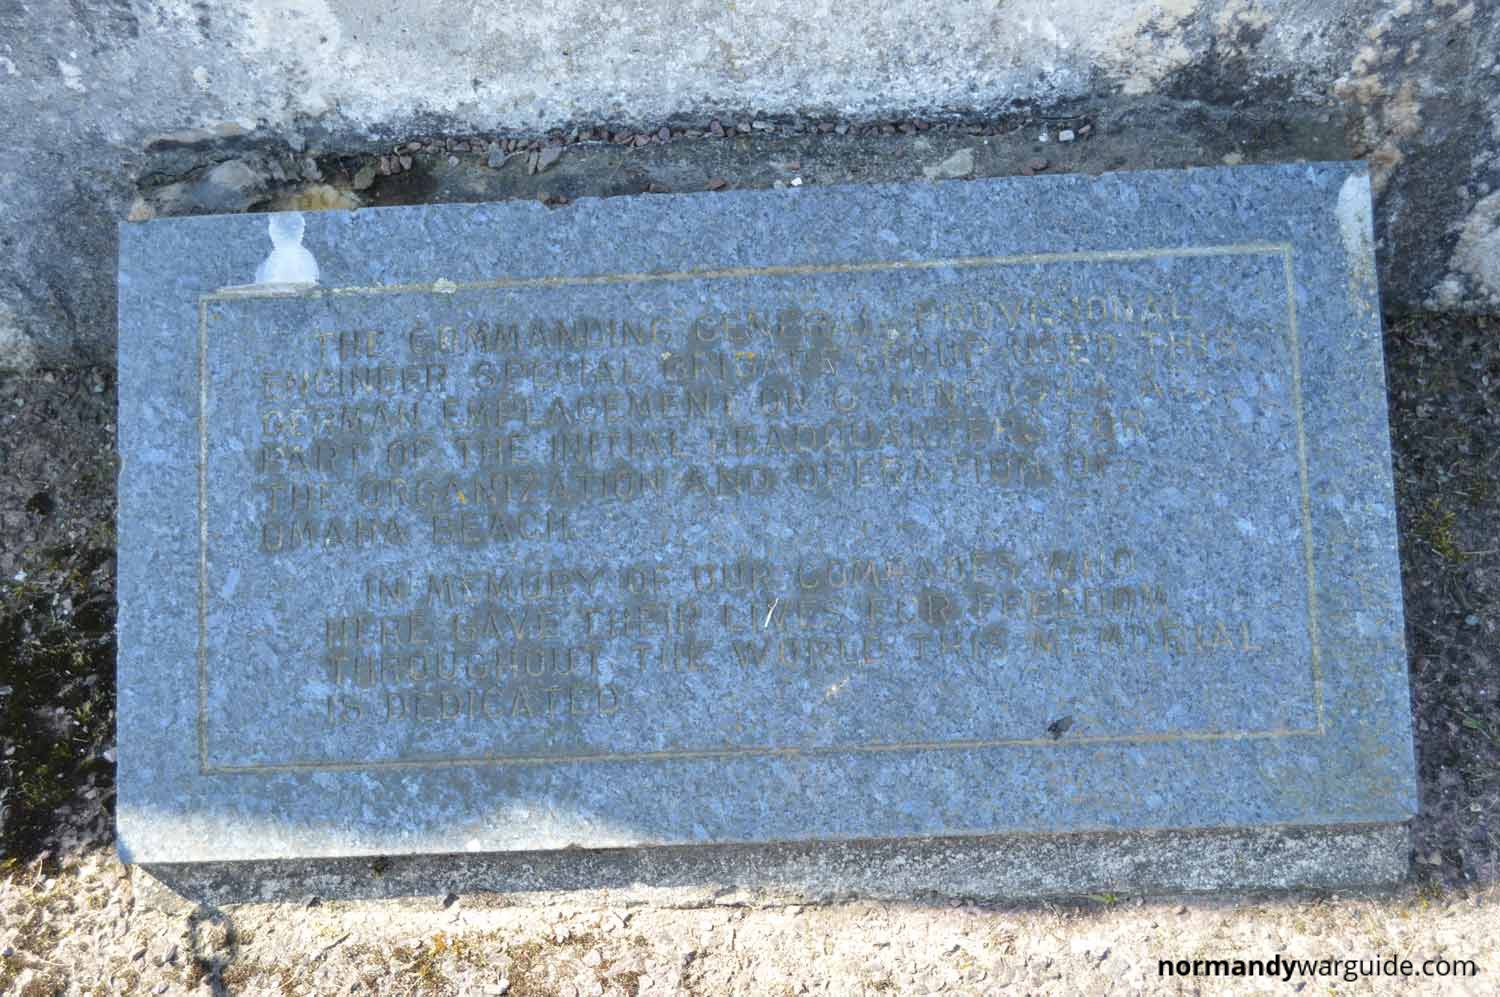 THE COMMANDING GENERAL, PROVISIONAL
ENGINEER SPECIAL BRIGADE GROUP USED THIS
GERMAN EMPLACEMENT ON 6 JUNE 1944 AS
PART OF THE INITIAL HEADQUARTERS FOR
THE ORGANIZATION AND OPERATION OF
OMAHA BEACH.
IN MEMORY OF OUR COMRADES WHO
HERE GAVE THEIR LIVES FOR FREEDOM
THROUGHOUT THE WORLD THIS MEMORIAL
IS DEDICATED
normandywarguide.com